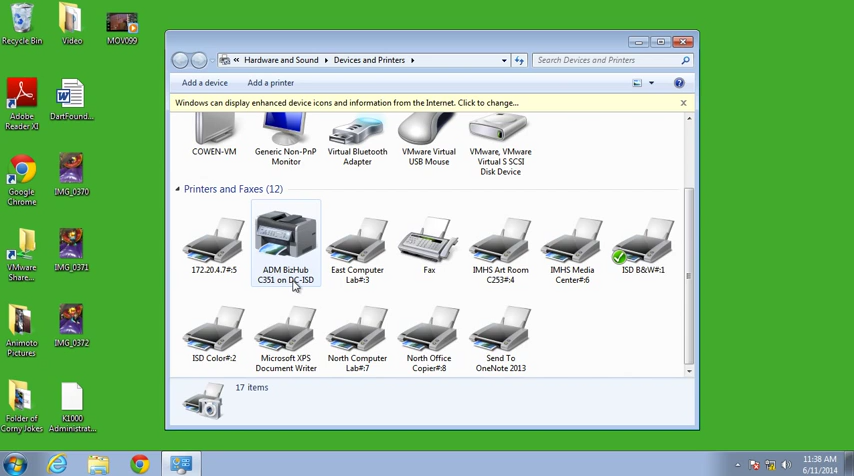 Recycle Bin
Video
MOV099
Adobe
Reader XI
DartFound...
Google
Chrome
IMG_0370
VMware
Share...
IMG_0371
Animoto
Pictures
IMG_0372
Folder of
Corny Jokes
K1000
Administrat...
Hardware and Sound
Devices and Printers
Search Devices and Printers
Add a device
Add a printer
Windows can display enhanced device icons and information from the Internet. Click to change...
COWEN-VM
Generic Non-PnP
Monitor
Virtual Bluetooth
Adapter
VMware Virtual
USB Mouse
VMware, VMware
Virtual S SCSI
Disk Device
Printers and Faxes (12)
172.20.4.7#:5
ADM BizHub
C351 on DC-ISD
East Computer
Lab#:3
Fax
IMHS Art Room
C253#:4
IMHS Media
Center#:6
ISD B&W#:1
ISD Color#:2
Microsoft XPS
Document Writer
North Computer
Lab#:7
North Office
Copier#:8
Send To
OneNote 2013
17 items
11:38 AM
6/11/2014